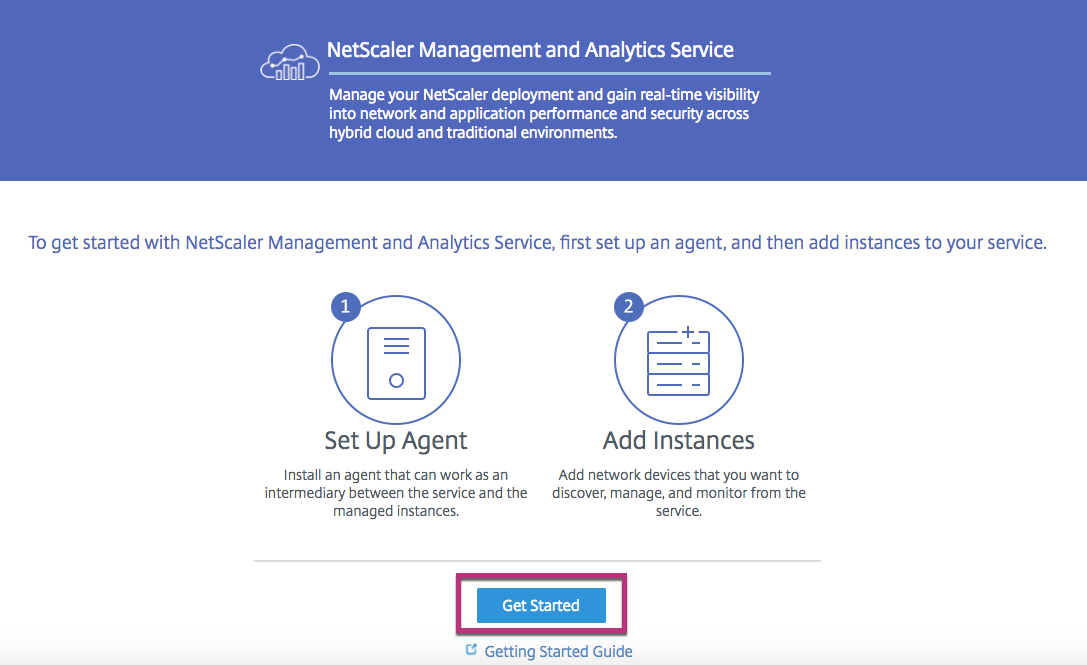 NetScaler Management and Analytics Service
Manage your NetScaler deployment and gain real-time visibility
into network and application performance and security across
hybrid cloud and traditional environments.
To get started with NetScaler Management and Analytics Service, first set up an agent, and then add instances to your service.
1
Set Up Agent
Install an agent that can work as an
intermediary between the service and the
managed instances.
2
Add Instances
Add network devices that you want to
discover, manage, and monitor from the
service.
Get Started
Getting Started Guide